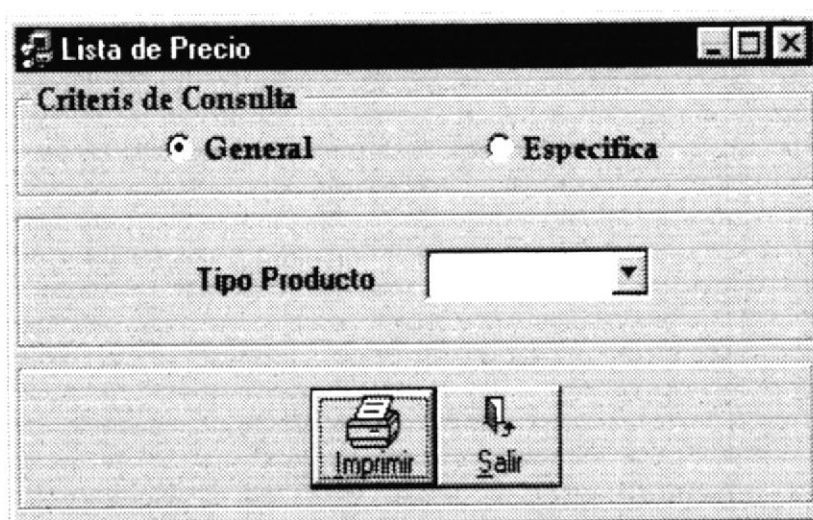 Lista de Precio
Criteris de Consulta
General Especifica
Tipo Producto
Imprimir Salir